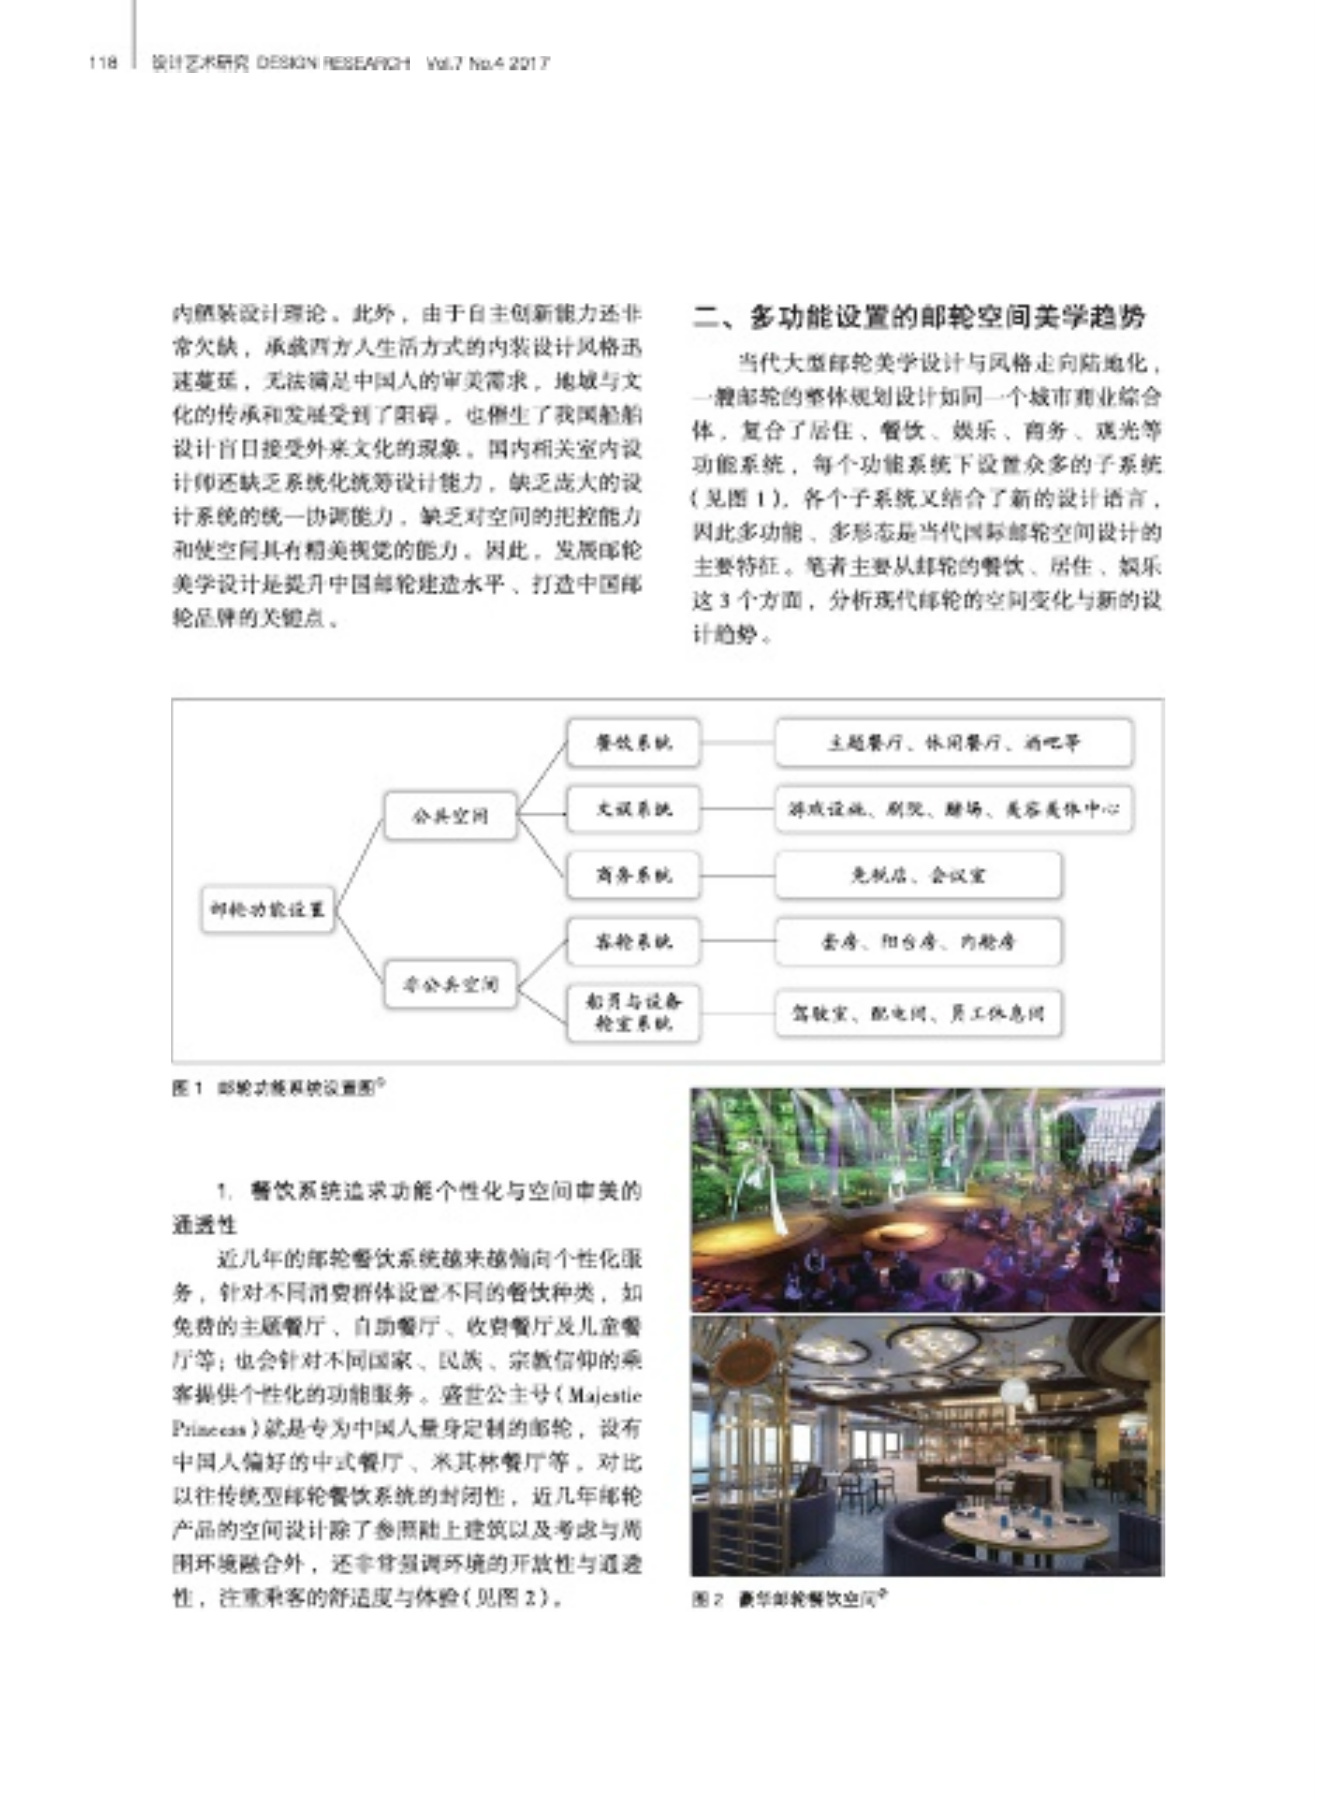 118 设计艺术研究 DESIGN RESEARCH Vol.7 No.4 2017
内舾装设计理论。此外，由于自主创新能力还非
常欠缺，承载西方人生活方式的内装设计风格迅
速蔓延，无法满足中国人的审美需求，地域与文
化的传承和发展受到了阻碍，也催生了我国船舶
设计盲目接受外来文化的现象。国内相关室内设
计师还缺乏系统化统筹设计能力，缺乏庞大的设
计系统的统一协调能力，缺乏对空间的把控能力
和使空间具有精美视觉的能力。因此，发展邮轮
美学设计是提升中国邮轮建造水平、打造中国邮
轮品牌的关键点。
二、多功能设置的邮轮空间美学趋势
当代大型邮轮美学设计与风格走向陆地化，
一艘邮轮的整体规划设计如同一个城市商业综合
体，复合了居住、餐饮、娱乐、商务、观光等
功能系统，每个功能系统下设置众多的子系统
（见图 1），各个子系统又结合了新的设计语言，
因此多功能、多形态是当代国际邮轮空间设计的
主要特征。笔者主要从邮轮的餐饮、居住、娱乐
这 3 个方面，分析现代邮轮的空间变化与新的设
计趋势。
邮轮功能设置
公共空间
餐饮系统
主题餐厅、休闲餐厅、酒吧等
文娱系统
游戏设施、剧院、赌场、美容美体中心
商务系统
免税店、会议室
非公共空间
客轮系统
套房、阳台房、内舱房
船员与设备
轮室系统
驾驶室、配电间、员工休息间
图 1 邮轮功能系统设置图①
1. 餐饮系统追求功能个性化与空间审美的
通透性
近几年的邮轮餐饮系统越来越偏向个性化服
务，针对不同消费群体设置不同的餐饮种类，如
免费的主题餐厅、自助餐厅、收费餐厅及儿童餐
厅等；也会针对不同国家、民族、宗教信仰的乘
客提供个性化的功能服务。盛世公主号（Majestic
Princess）就是专为中国人量身定制的邮轮，设有
中国人偏好的中式餐厅、米其林餐厅等，对比
以往传统型邮轮餐饮系统的封闭性，近几年邮轮
产品的空间设计除了参照陆上建筑以及考虑与周
围环境融合外，还非常强调环境的开放性与通透
性，注重乘客的舒适度与体验（见图 2）。
图 2 豪华邮轮餐饮空间②